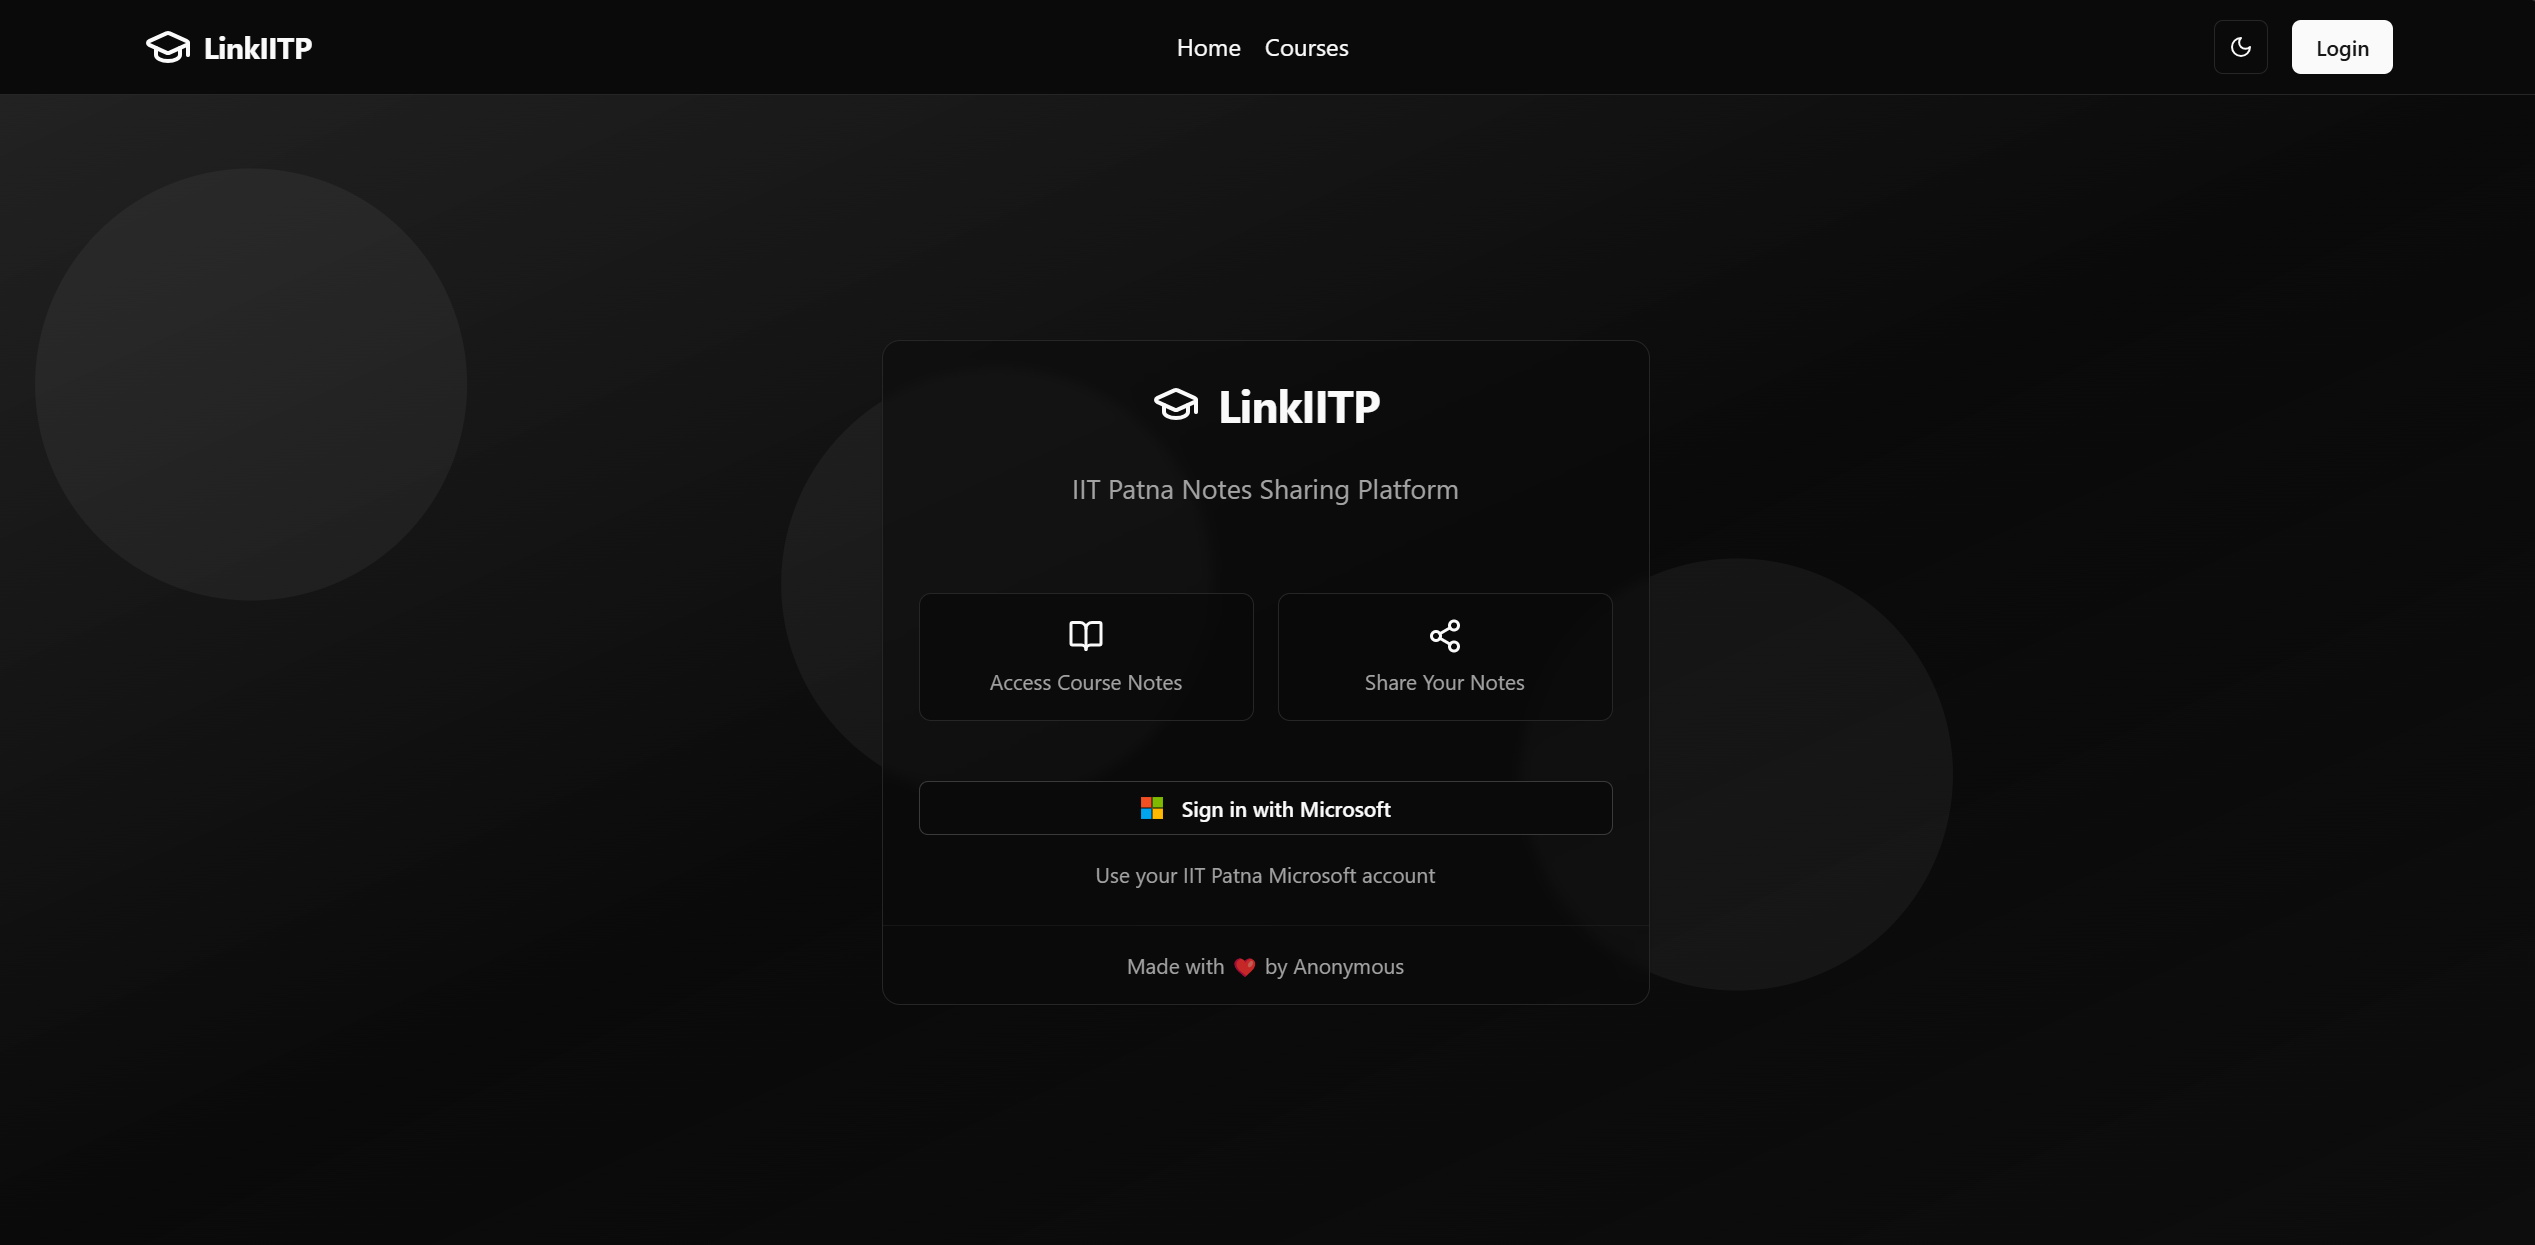 LinkIITP
Home Courses
Login
LinkIITP
IIT Patna Notes Sharing Platform
Access Course Notes
Share Your Notes
Sign in with Microsoft
Use your IIT Patna Microsoft account
Made with ❤️ by Anonymous